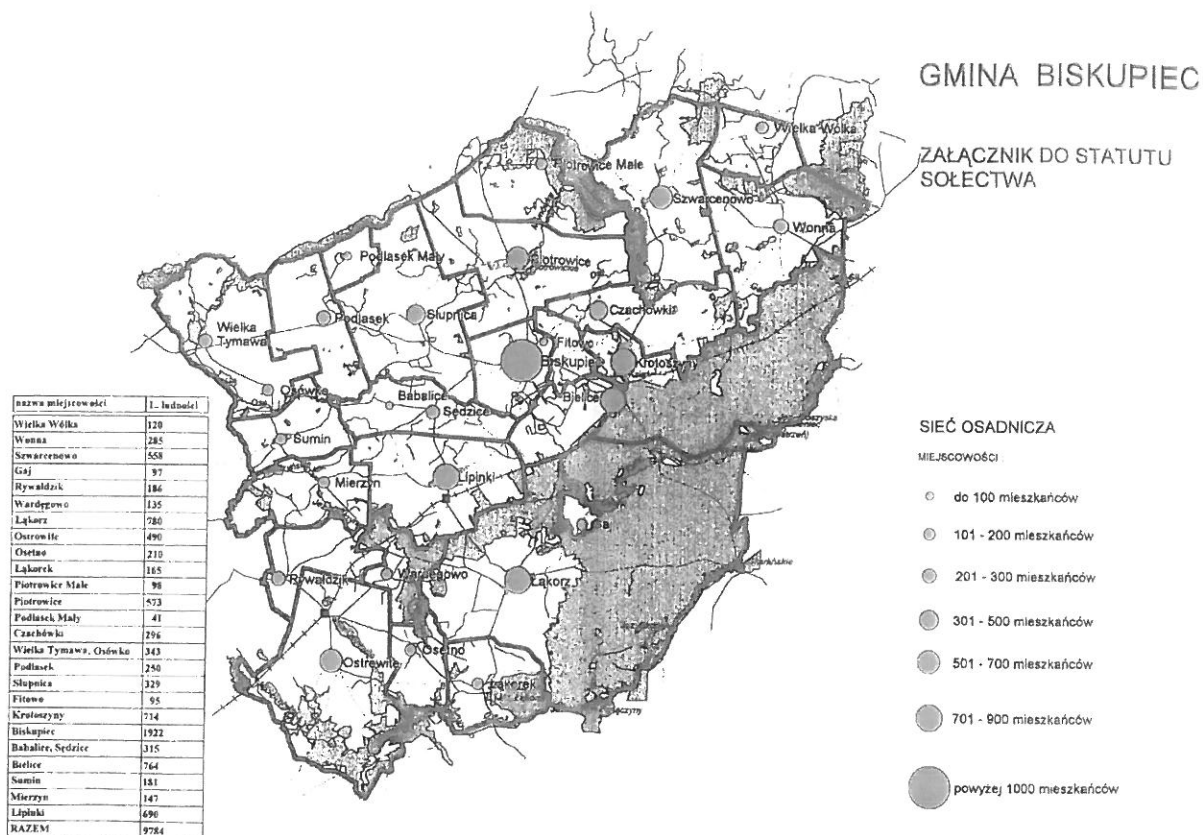 GMINA BISKUPIEC
ZAŁĄCZNIK DO STATUTU
SOŁECTWA
Wielka Wólka
Piotrowice Małe
Szwarcenowo
Wonna
Podlasek Mały
Piotrowice
Czachówki
Wielka
Tymawa
Podlasek
Słupnica
Fitowo
Biskupie
Krotoszyny
Osówko
Babalice
Sędzice
Bielice
Sumin
Mierzyn
Lipinki
Ga
Rywałdzik
Wardęgowo
Łąkorz
Ostrowite
Osetno
Łąkorek
nazwa miejscowości L. ludności
Wielka Wólka 120
Wonna 285
Szwarcenowo 558
Gaj 97
Rywałdzik 186
Wardęgowo 135
Łąkorz 780
Ostrowite 490
Osetno 210
Łąkorek 165
Piotrowice Małe 98
Piotrowice 573
Podlasek Mały 41
Czachówki 296
Wielka Tymawa, Osówko 343
Podlasek 250
Słupnica 329
Fitowo 95
Krotoszyny 714
Biskupiec 1922
Babalice, Sędzice 315
Bielice 764
Sumin 181
Mierzyn 147
Lipinki 690
RAZEM 9784
SIEĆ OSADNICZA
MIEJSCOWOŚCI
do 100 mieszkańców
101 - 200 mieszkańców
201 - 300 mieszkańców
301 - 500 mieszkańców
501 - 700 mieszkańców
701 - 900 mieszkańców
powyżej 1000 mieszkańców